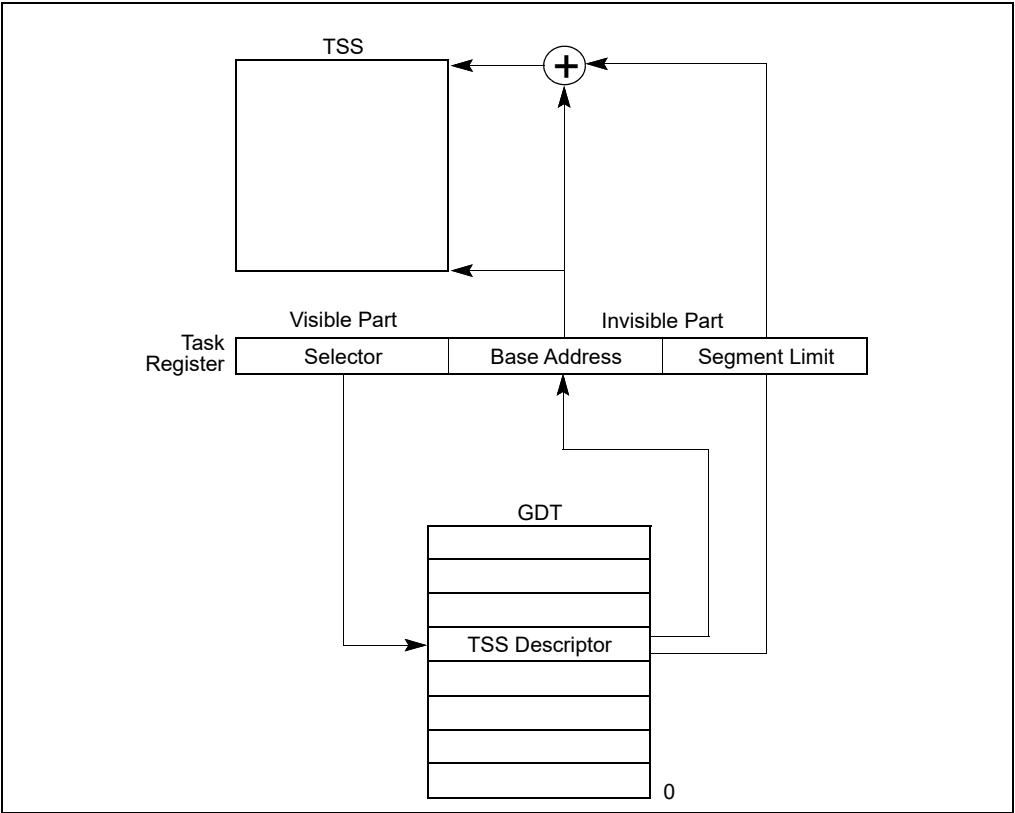 TSS
+
Visible Part
Invisible Part
Task
Register
Selector
Base Address
Segment Limit
GDT
TSS Descriptor
0